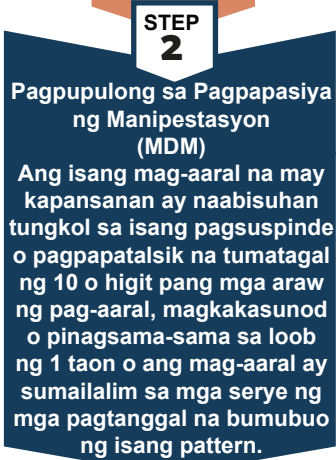 STEP
2
Pagpupulong sa Pagpapasiya
ng Manipestasyon
(MDM)
Ang isang mag-aaral na may
kapansanan ay naabisuhan
tungkol sa isang pagsuspinde
o pagpapatalsik na tumatagal
ng 10 o higit pang mga araw
ng pag-aaral, magkakasunod
o pinagsama-sama sa loob
ng 1 taon o ang mag-aaral ay
sumailalim sa mga serye ng
mga pagtanggal na bumubuo
ng isang pattern.